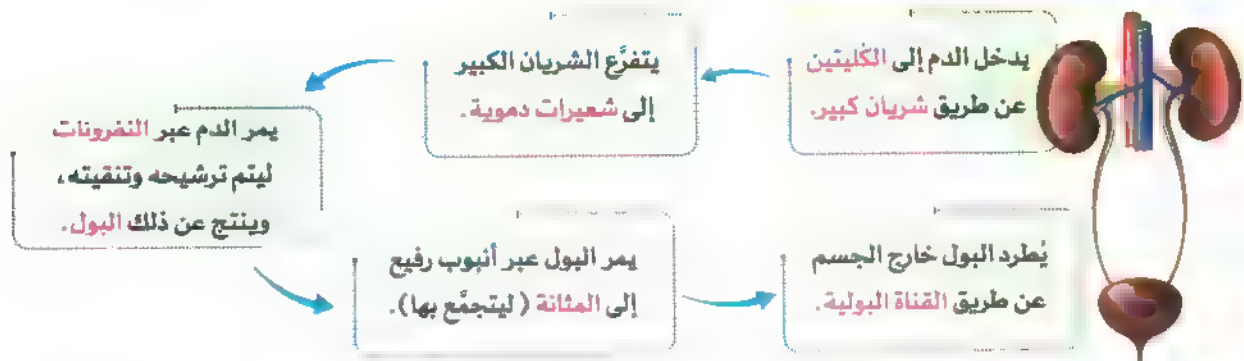 يدخل الدم إلى الكُليتين
عن طريق شريان كبير.
يتفرَّع الشريان الكبير
إلى شعيرات دموية.
يمر الدم عبر النفرونات
ليتم ترشيحه وتنقيته،
وينتج عن ذلك البول.
يمر البول عبر أنبوب رفيع
إلى المثانة (ليتجمَّع بها).
يُطرد البول خارج الجسم
عن طريق القناة البولية.